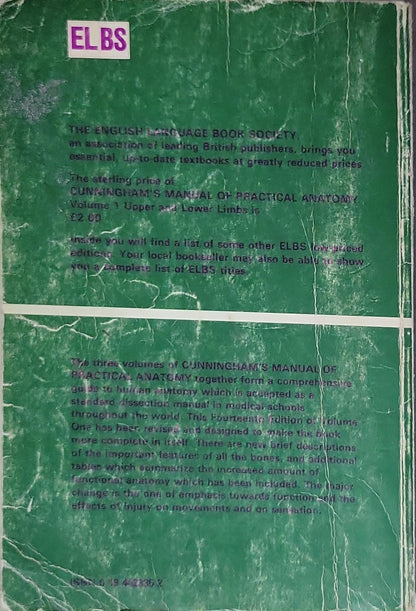 ELBS
THE ENGLISH LANGUAGE BOOK SOCIETY,
an association of leading British publishers, brings you
essential, up-to-date textbooks at greatly reduced prices
The sterling price of
CUNNINGHAM'S MANUAL OF PRACTICAL ANATOMY
Volume 1 Upper and Lower Limbs is
£2.00
Inside you will find a list of some other ELBS low-priced
editions. Your local bookseller may also be able to show
you a complete list of ELBS titles
The three volumes of CUNNINGHAM'S MANUAL OF
PRACTICAL ANATOMY together form a comprehensive
guide to human anatomy which is accepted as a
standard dissection manual in medical schools
throughout the world. This Fourteenth Edition of Volume
One has been revised and designed to make the book
more complete in itself. There are new brief descriptions
of the important features of all the bones, and additional
tables which summarize the increased amount of
functional anatomy which has been included. The major
change is the one of emphasis towards function and the
effects of injury on movements and on sensation.
ISBN 0 19